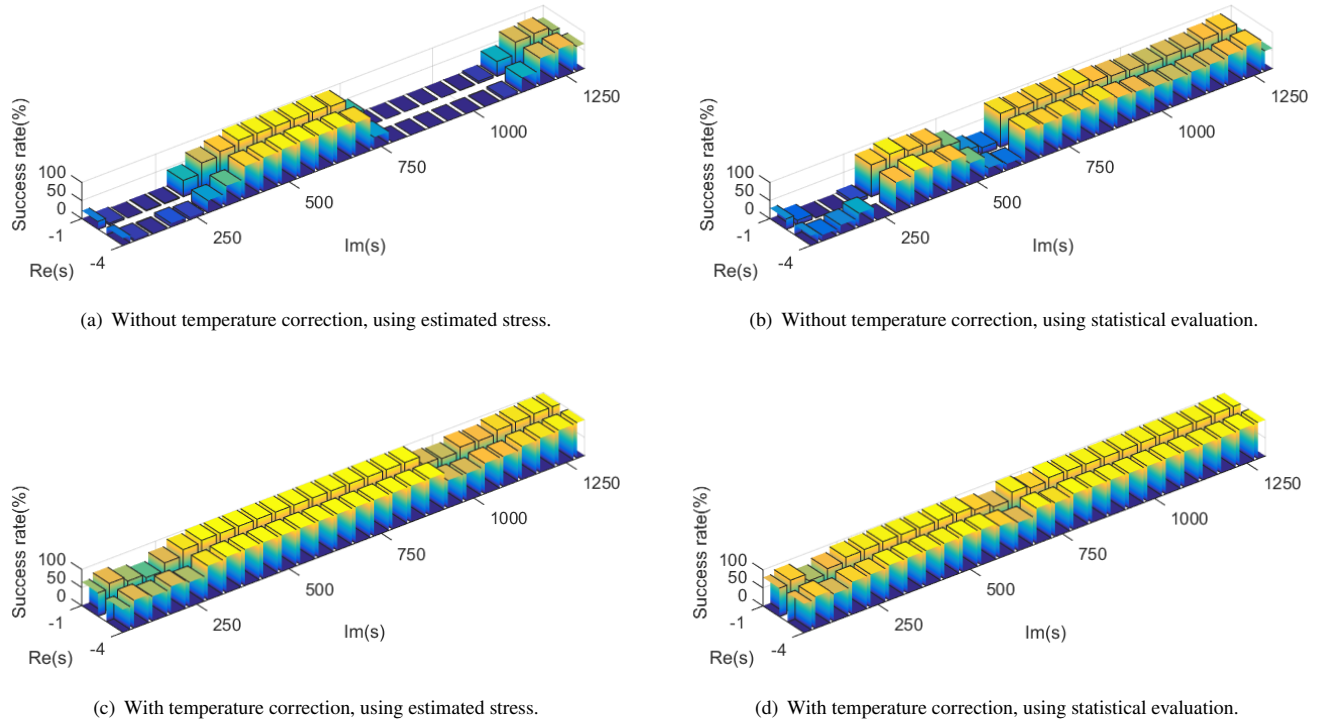 Success rate(%)
100
50
0
-1
-4
Re(s)
250
500
750
1000
1250
Im(s)
(a) Without temperature correction, using estimated stress.
Success rate(%)
100
50
0
-1
-4
Re(s)
250
500
750
1000
1250
Im(s)
(b) Without temperature correction, using statistical evaluation.
Success rate(%)
100
50
0
-1
-4
Re(s)
250
500
750
1000
1250
Im(s)
(c) With temperature correction, using estimated stress.
Success rate(%)
100
50
0
-1
-4
Re(s)
250
500
750
1000
1250
Im(s)
(d) With temperature correction, using statistical evaluation.